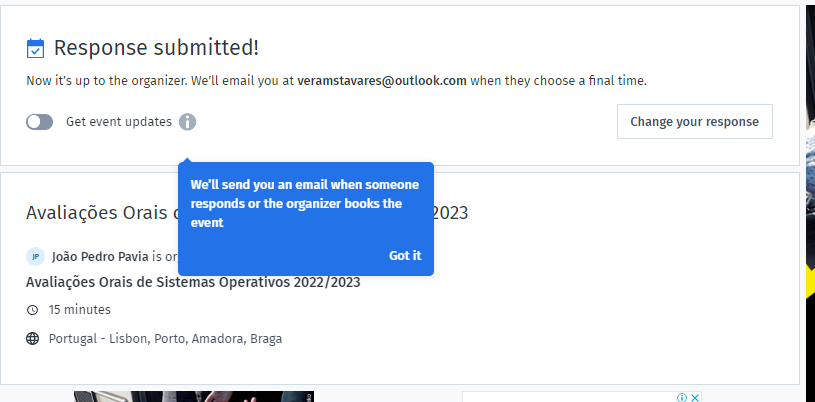 Response submitted!
Now it's up to the organizer. We'll email you at veramstavares@outlook.com when they choose a final time.
Get event updates
Change your response
We'll send you an email when someone
responds or the organizer books the
event
Got it
Avaliações Orais d 2023
JP João Pedro Pavia is or
Avaliações Orais de Sistemas Operativos 2022/2023
15 minutes
Portugal - Lisbon, Porto, Amadora, Braga